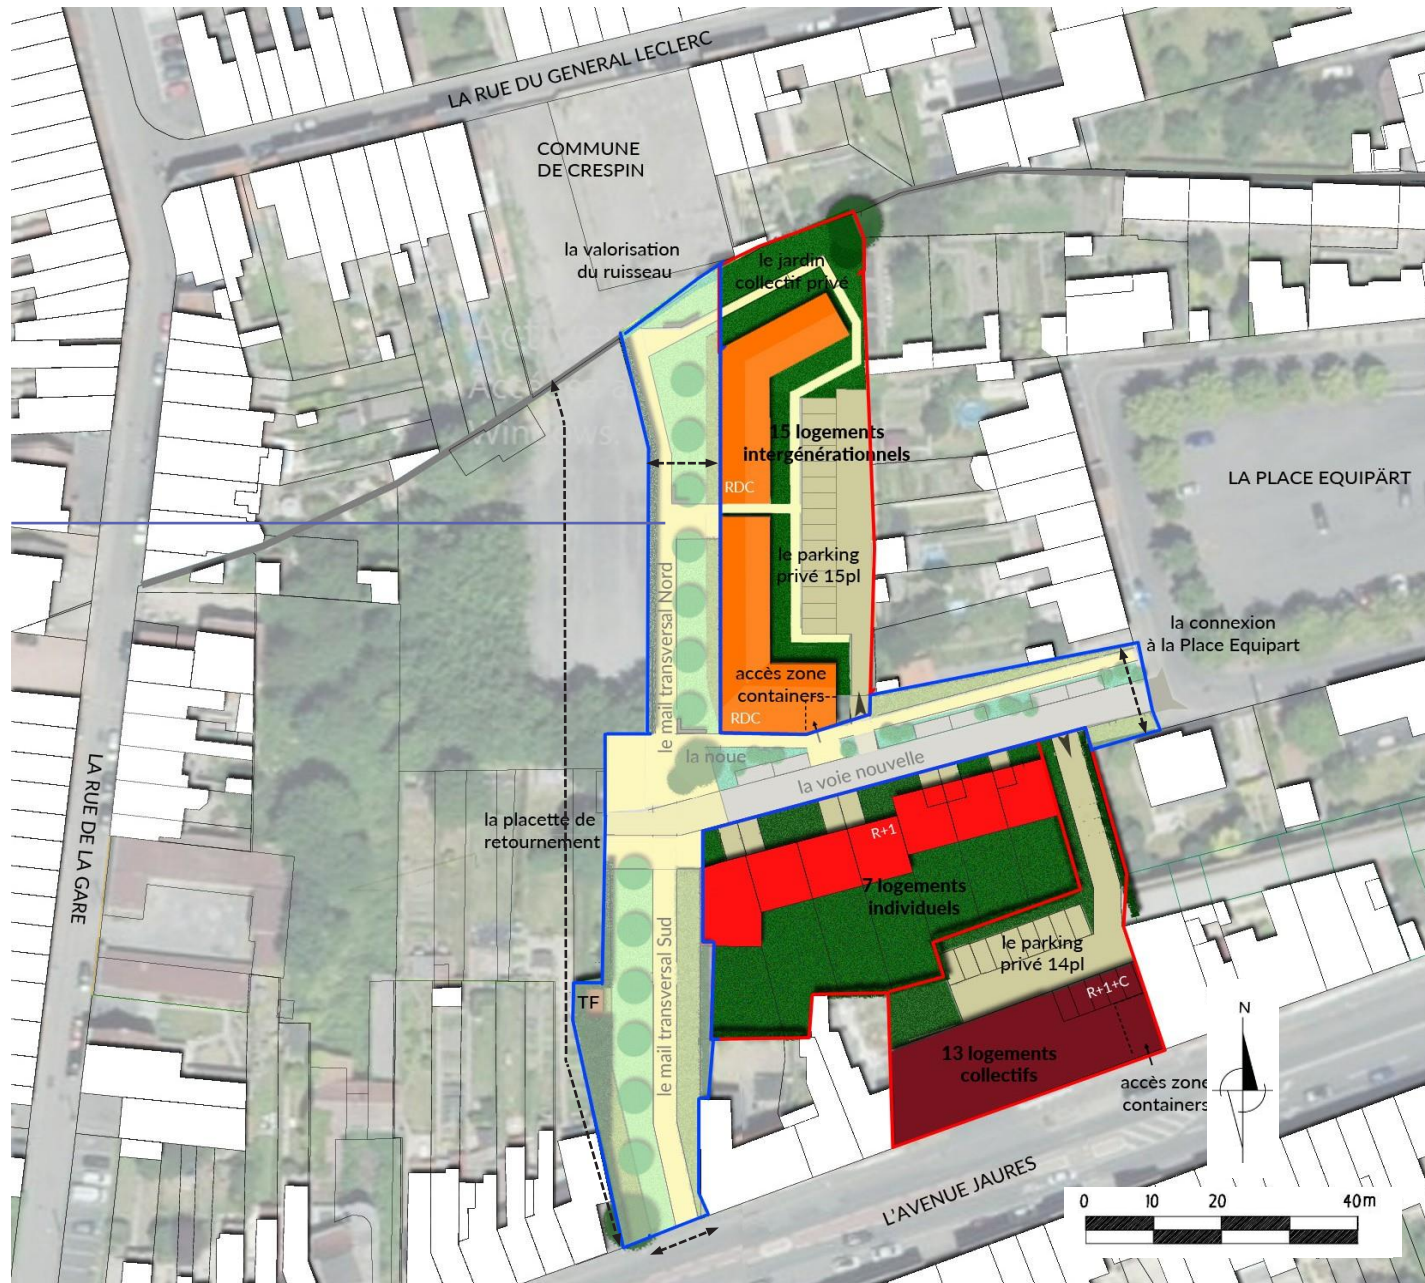 LA RUE DU GENERAL LECLERC
COMMUNE
DE CRESPIN
la valorisation
du ruisseau
le jardin
collectif privé
15 logements
intergénérationnels
RDC
LA PLACE EQUIPÄRT
le parking
privé 15pl
le mail transversal Nord
la connexion
à la Place Equipart
accès zone
containers
RDC
la noue
la voie nouvelle
LA RUE DE LA GARE
la placette de
retournement
R+1
7 logements
individuels
le parking
privé 14pl
le mail transversal Sud
TF
R+1+C
13 logements
collectifs
accès zone
containers
N
L'AVENUE JAURES
0 10 20 40m